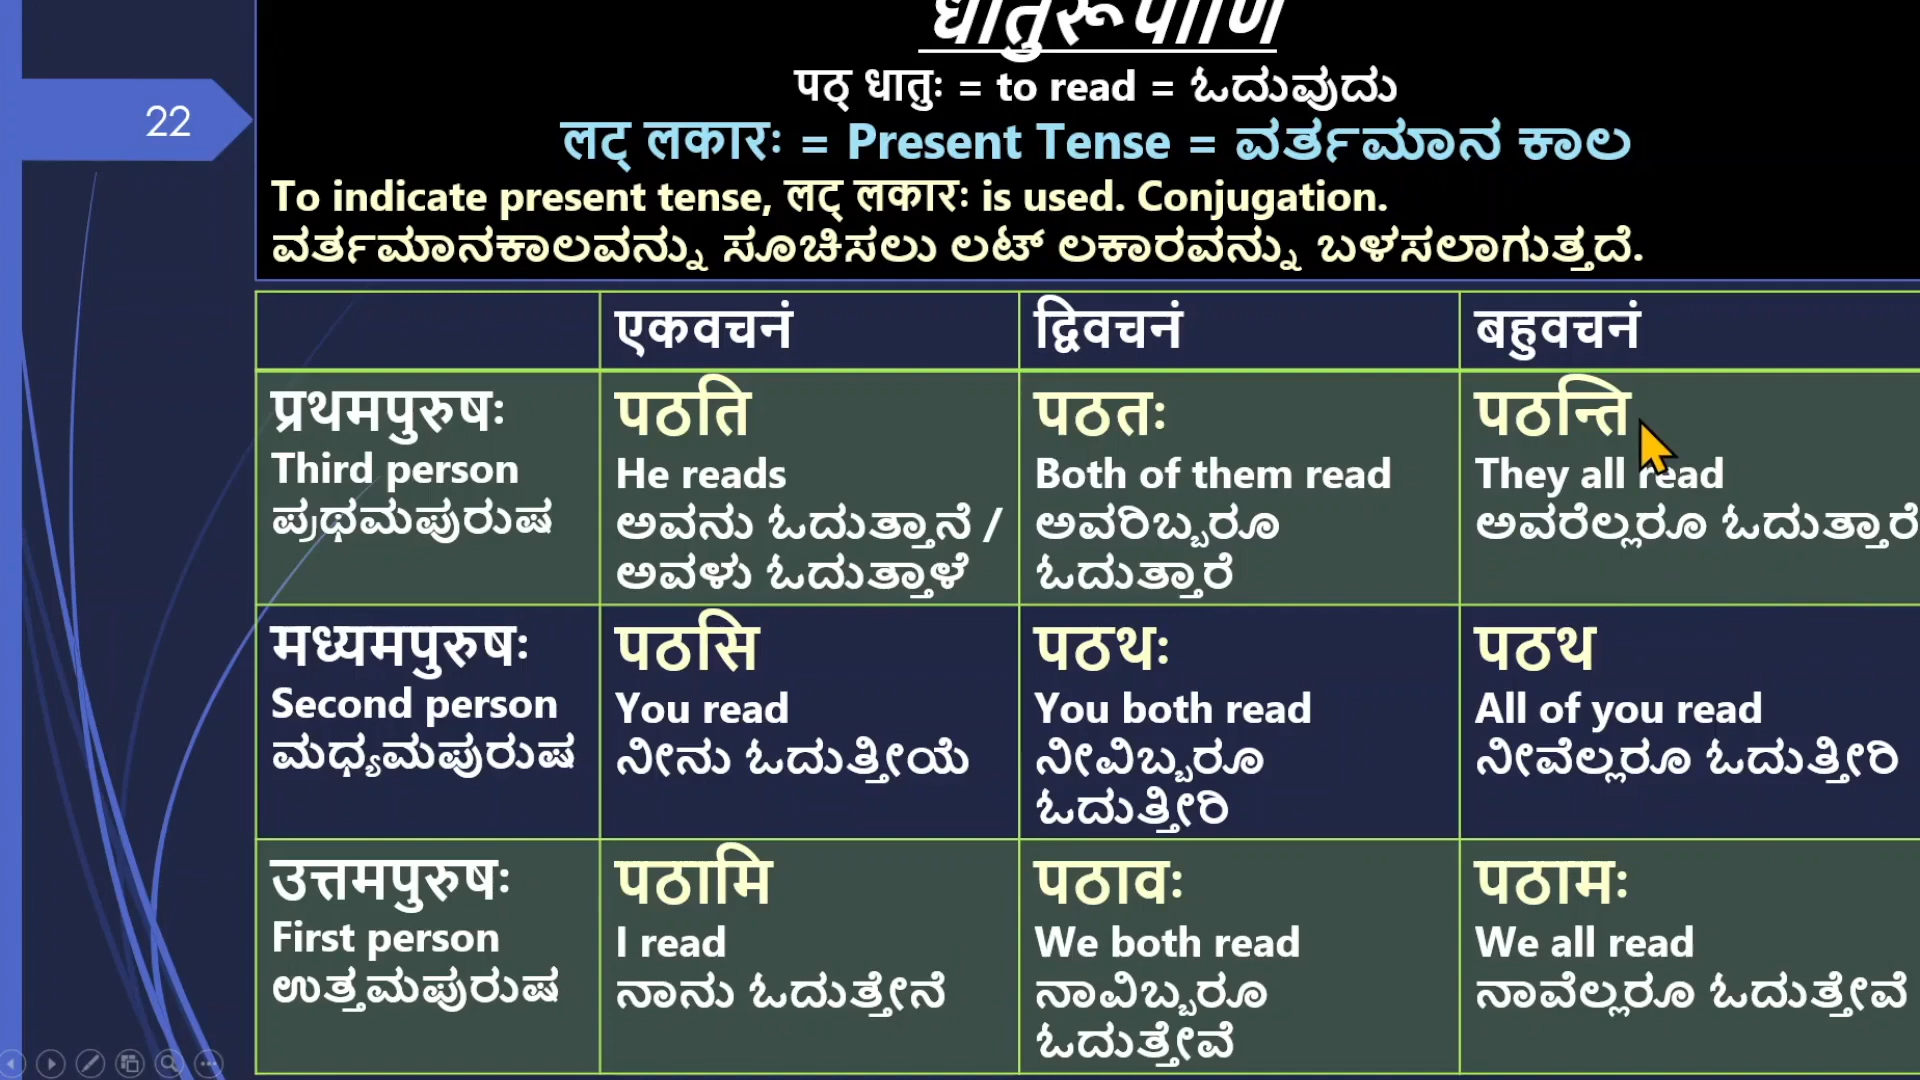 धातुरूपाणि
पठ् धातुः = to read = ಓದುವುದು
22
लट् लकारः = Present Tense = ವರ್ತಮಾನ ಕಾಲ
To indicate present tense, लट् लकारः is used. Conjugation.
ವರ್ತಮಾನಕಾಲವನ್ನು ಸೂಚಿಸಲು ಲಟ್ ಲಕಾರವನ್ನು ಬಳಸಲಾಗುತ್ತದೆ.
एकवचनं द्विवचनं बहुवचनं
प्रथमपुरुषः
Third person
ಪ್ರಥಮಪುರುಷ
पठति
He reads
ಅವನು ಓದುತ್ತಾನೆ /
ಅವಳು ಓದುತ್ತಾಳೆ
पठतः
Both of them read
ಅವರಿಬ್ಬರೂ
ಓದುತ್ತಾರೆ
पठन्ति
They all read
ಅವರೆಲ್ಲರೂ ಓದುತ್ತಾರೆ
मध्यमपुरुषः
Second person
ಮಧ್ಯಮಪುರುಷ
पठसि
You read
ನೀನು ಓದುತ್ತೀಯೆ
पठथः
You both read
ನೀವಿಬ್ಬರೂ
ಓದುತ್ತೀರಿ
पठथ
All of you read
ನೀವೆಲ್ಲರೂ ಓದುತ್ತೀರಿ
उत्तमपुरुषः
First person
ಉತ್ತಮಪುರುಷ
पठामि
I read
ನಾನು ಓದುತ್ತೇನೆ
पठावः
We both read
ನಾವಿಬ್ಬರೂ
ಓದುತ್ತೇವೆ
पठामः
We all read
ನಾವೆಲ್ಲರೂ ಓದುತ್ತೇವೆ